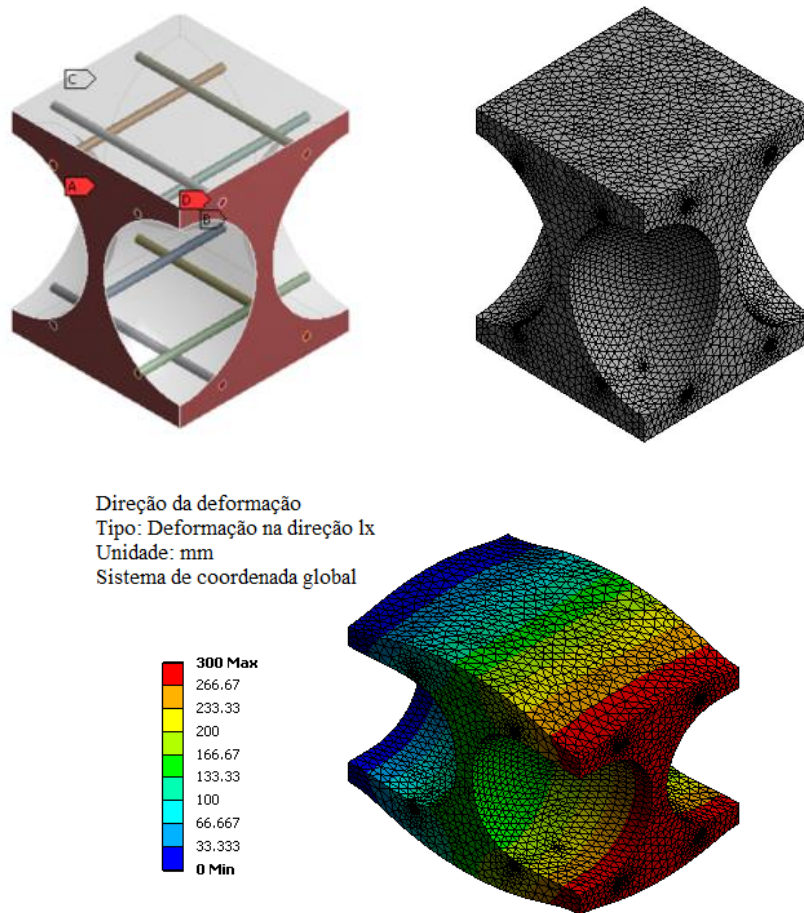 C
A
D
B
Direção da deformação
Tipo: Deformação na direção lx
Unidade: mm
Sistema de coordenada global
300 Max
266.67
233.33
200
166.67
133.33
100
66.667
33.333
0 Min